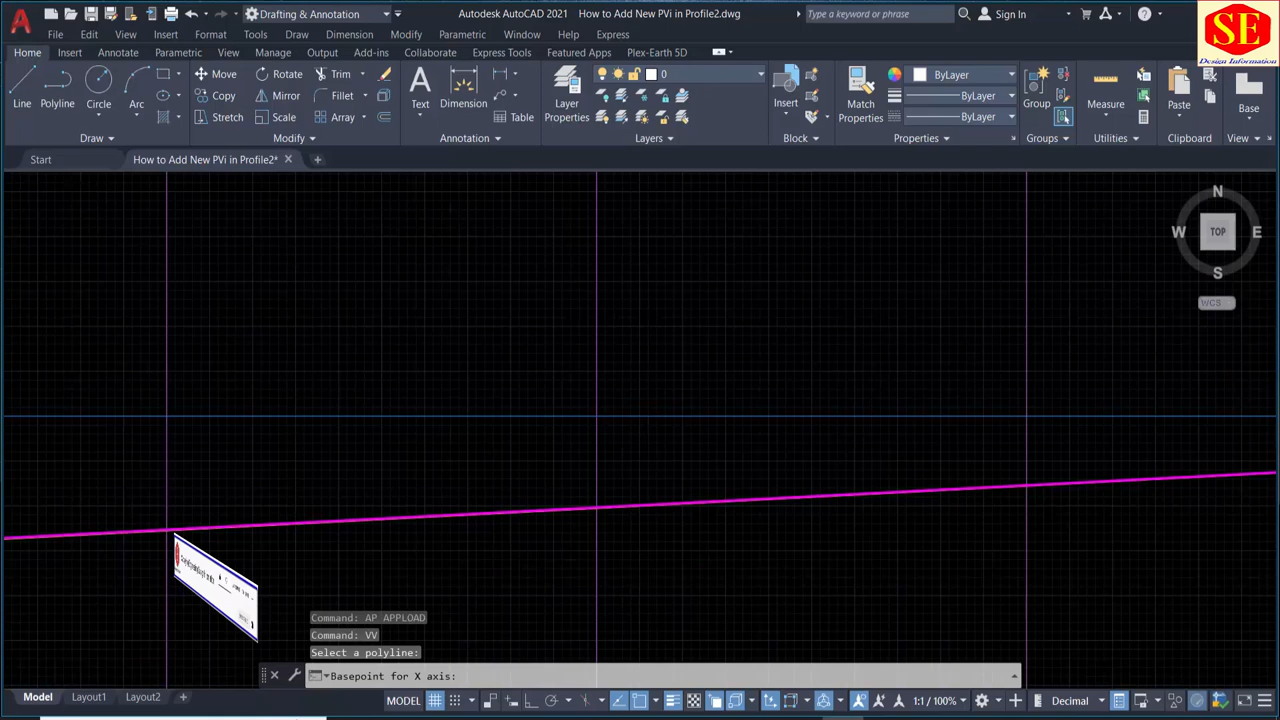 Drafting & Annotation
Autodesk AutoCAD 2021 How to Add New PVi in Profile2.dwg
Type a keyword or phrase
Sign In
SE
Design Information
File Edit View Insert Format Tools Draw Dimension Modify Parametric Window Help Express
Home Insert Annotate Parametric View Manage Output Add-ins Collaborate Express Tools Featured Apps Plex-Earth 5D
Line Polyline Circle Arc
Move Rotate Trim
Copy Mirror Fillet
Stretch Scale Array
Text Dimension Table
Layer Properties
0
Insert
Match Properties
ByLayer
ByLayer
ByLayer
Group
Measure
Paste
Base
Draw Modify Annotation Layers Block Properties Groups Utilities Clipboard View
Start How to Add New PVi in Profile2*
N
W TOP E
S
WCS
Command: AP APPLOAD
Command: VV
Select a polyline:
Basepoint for X axis:
Model Layout1 Layout2
MODEL 1:1 / 100% Decimal